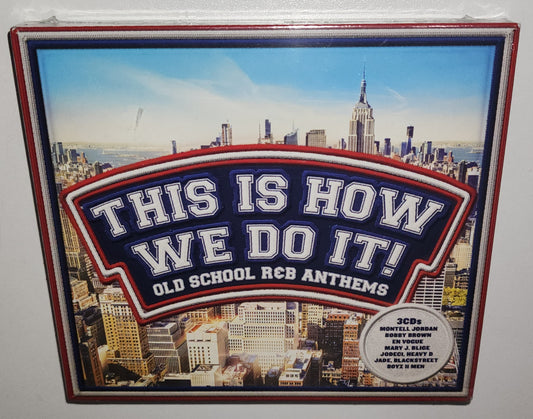 THIS IS HOW
WE DO IT!
OLD SCHOOL R&B ANTHEMS
3CDs
MONTELL JORDAN
BOBBY BROWN
EN VOGUE
MARY J. BLIGE
JODECI, HEAVY D
JADE, BLACKSTREET
BOYZ II MEN